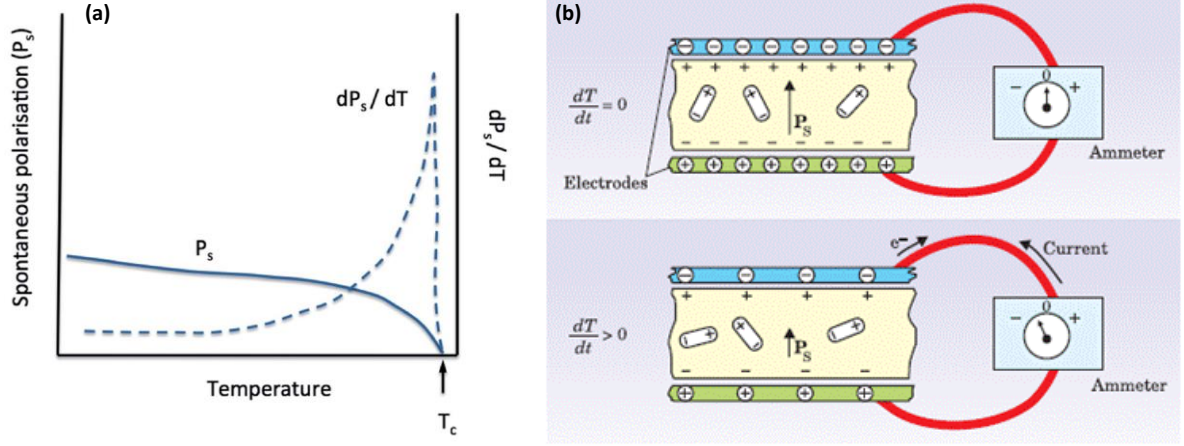 (a)
Spontaneous polarisation (Ps)
dPs/ dT
dPs/ dT
Ps
Temperature
Tc
(b)
− − − − − − − −
+ + + + + + + +
dT/dt = 0
+ − + − + −
Ps
− − − − − − −
+ + + + + + + +
Electrodes
− 0 +
Ammeter
e− Current
− − − −
+ + + +
dT/dt > 0
+ − + − + −
Ps
− − − −
+ + + +
− 0 +
Ammeter